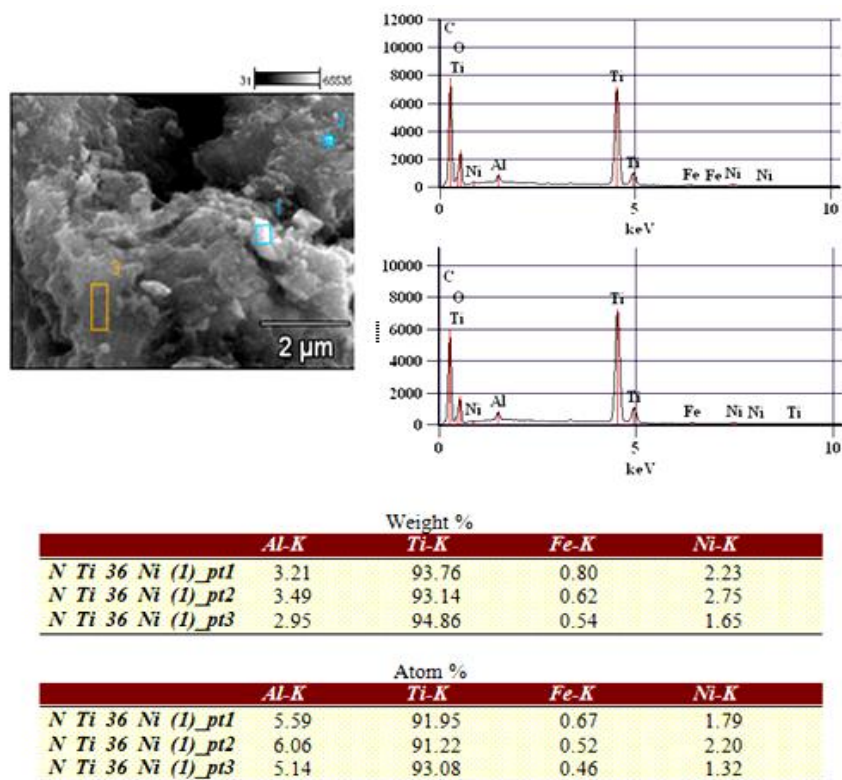 31 65535
2
1
3
2 µm
12000
10000
8000
6000
4000
2000
0
C
O
Ti
Ti
Ni Al Ti
Fe Fe Ni Ni
0 5 10
keV
10000
8000
6000
4000
2000
0
C
O
Ti
Ti
Ni Al Ti
Fe Ni Ni Ti
0 5 10
keV
Weight %
Al-K Ti-K Fe-K Ni-K
N Ti 36 Ni (1)_pt1 3.21 93.76 0.80 2.23
N Ti 36 Ni (1)_pt2 3.49 93.14 0.62 2.75
N Ti 36 Ni (1)_pt3 2.95 94.86 0.54 1.65
Atom %
Al-K Ti-K Fe-K Ni-K
N Ti 36 Ni (1)_pt1 5.59 91.95 0.67 1.79
N Ti 36 Ni (1)_pt2 6.06 91.22 0.52 2.20
N Ti 36 Ni (1)_pt3 5.14 93.08 0.46 1.32